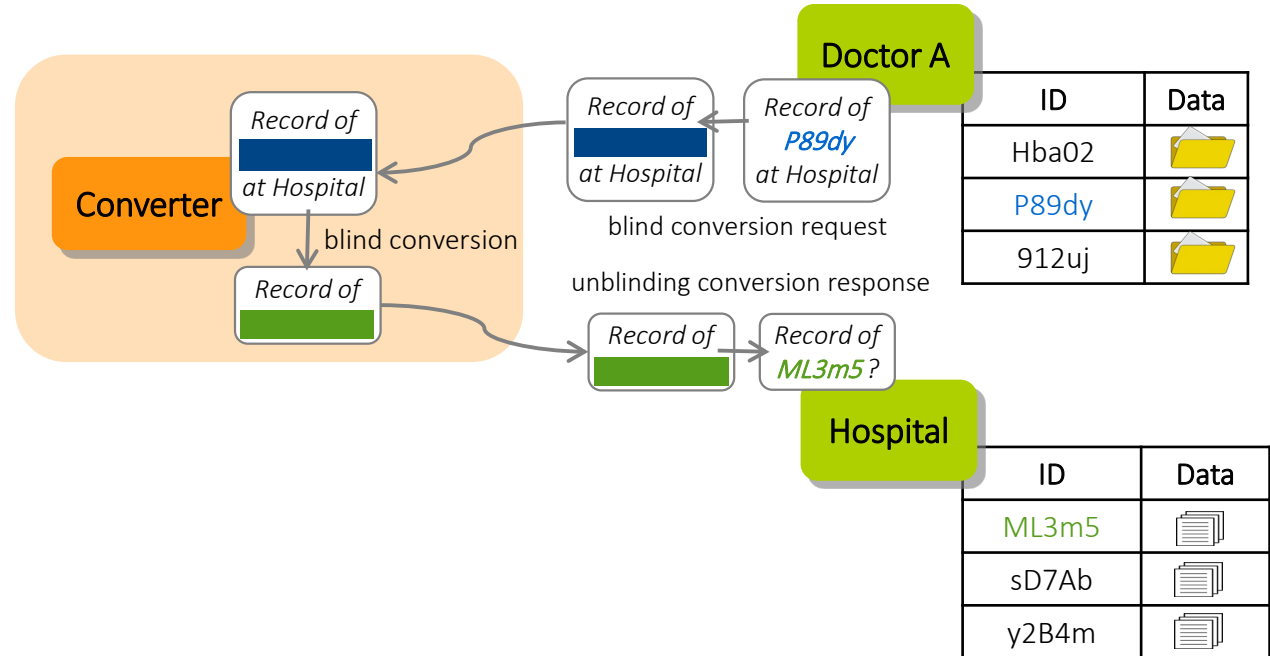 Doctor A
ID Data
Hba02
P89dy
912uj
Record of
P89dy
at Hospital
Record of
at Hospital
blind conversion request
Record of
at Hospital
Converter
blind conversion
Record of
unblinding conversion response
Record of
Record of
ML3m5 ?
Hospital
ID Data
ML3m5
sD7Ab
y2B4m